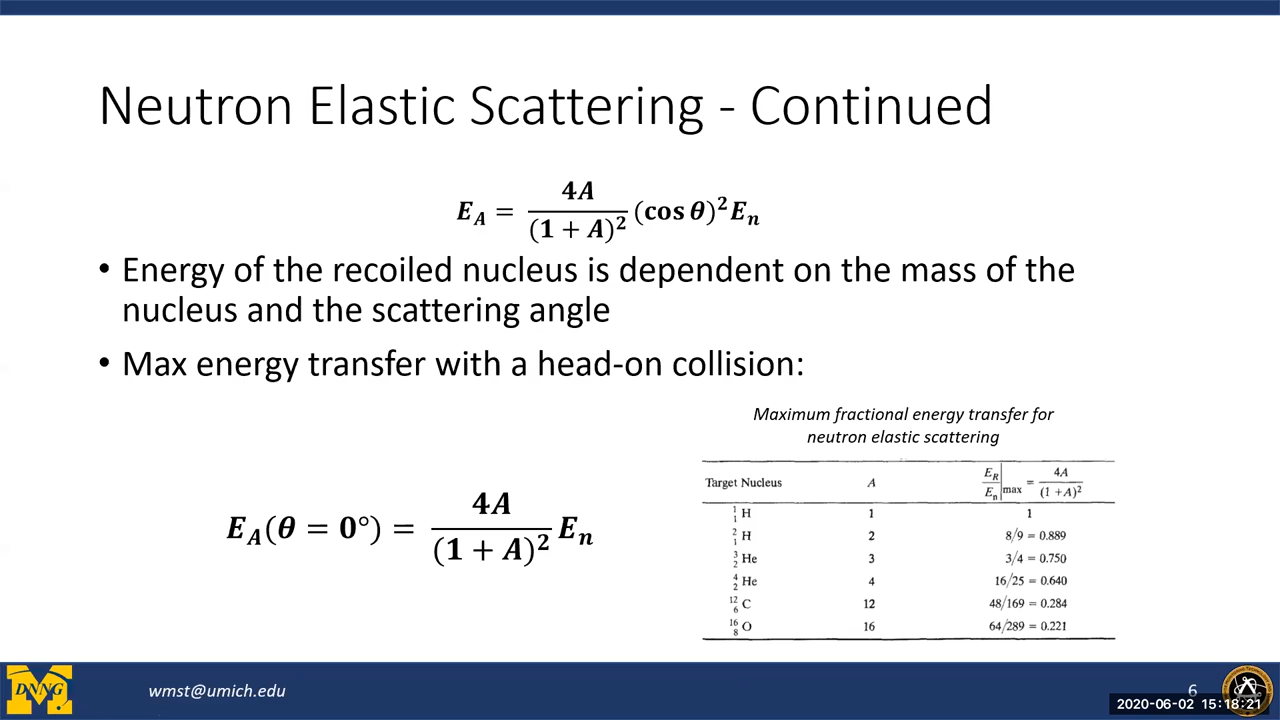 Neutron Elastic Scattering - Continued
E_A = 4A/(1 + A)² (cos θ)² E_n
• Energy of the recoiled nucleus is dependent on the mass of the
nucleus and the scattering angle
• Max energy transfer with a head-on collision:
E_A(θ = 0°) = 4A/(1 + A)² E_n
Maximum fractional energy transfer for
neutron elastic scattering
Target Nucleus A E_R/E_n|max = 4A/(1 + A)²
¹₁H 1 1
²₁H 2 8/9 = 0.889
³₂He 3 3/4 = 0.750
⁴₂He 4 16/25 = 0.640
¹²₆C 12 48/169 = 0.284
¹⁶₈O 16 64/289 = 0.221
DNNG
wmst@umich.edu
6
2020-06-02 15:18:21